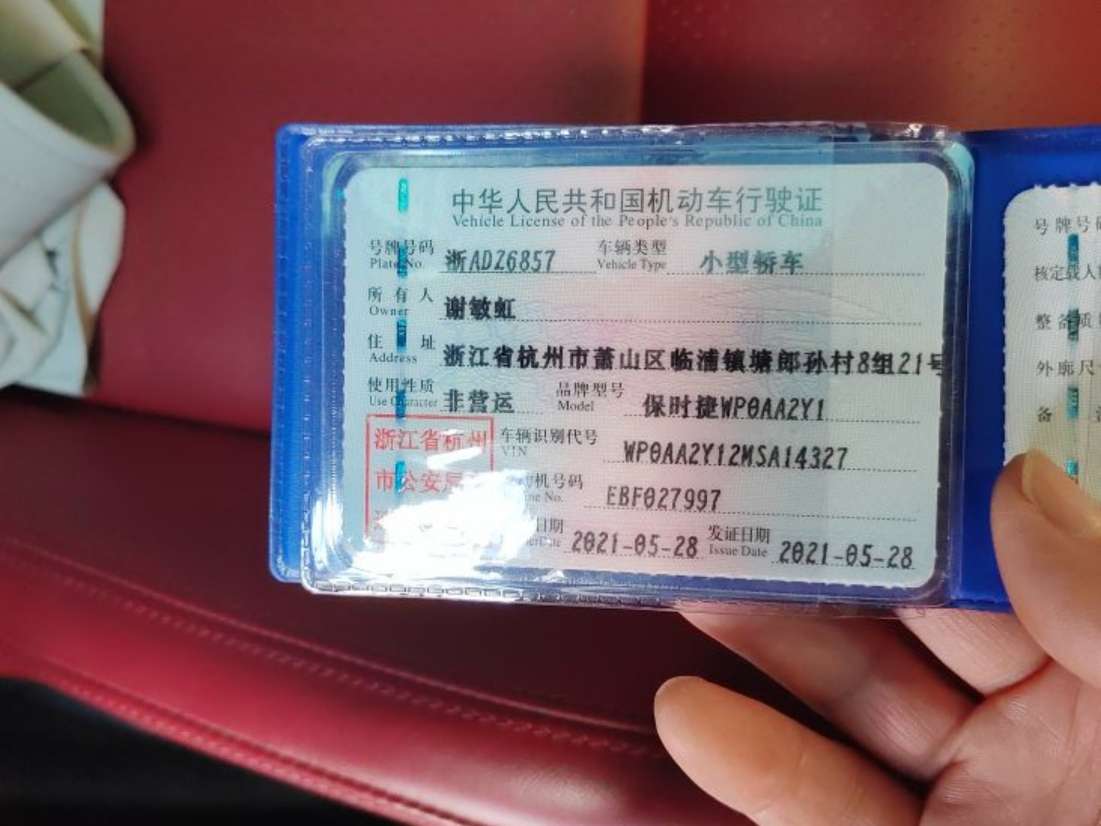 中华人民共和国机动车行驶证
Vehicle License of the People's Republic of China
号牌号码 浙ADZ6857 车辆类型 小型轿车
Plate No. Vehicle Type
所有人 谢敏虹
Owner
住址 浙江省杭州市萧山区临浦镇塘郎孙村8组21号
Address
使用性质 非营运 品牌型号 保时捷WP0AA2Y1
Use Character Model
浙江省杭州 车辆识别代号 WP0AA2Y12MSA14327
VIN
市公安局 机号码 EBF027997
No.
日期 2021-05-28 发证日期 2021-05-28
Date Issue Date
号牌号码
核定载人
整备质
外廓尺
备